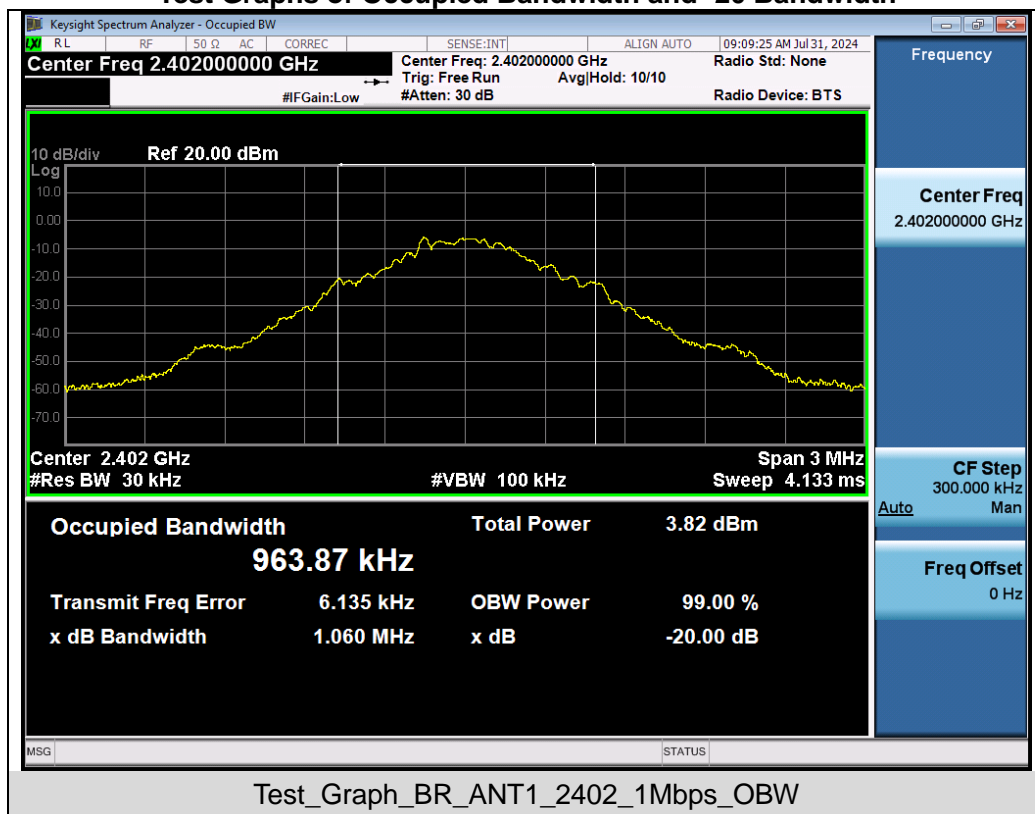 Keysight Spectrum Analyzer - Occupied BW
LXI RL RF 50 Ω AC CORREC SENSE:INT ALIGN AUTO 09:09:25 AM Jul 31, 2024
Center Freq 2.402000000 GHz
Center Freq: 2.402000000 GHz
Radio Std: None
Trig: Free Run Avg|Hold: 10/10
#IFGain:Low
#Atten: 30 dB
Radio Device: BTS
Frequency
10 dB/div Ref 20.00 dBm
Log
10.0
0.00
-10.0
-20.0
-30.0
-40.0
-50.0
-60.0
-70.0
Center 2.402 GHz Span 3 MHz
#Res BW 30 kHz #VBW 100 kHz Sweep 4.133 ms
Center Freq
2.402000000 GHz
CF Step
300.000 kHz
Auto Man
Freq Offset
0 Hz
Occupied Bandwidth Total Power 3.82 dBm
963.87 kHz
Transmit Freq Error 6.135 kHz OBW Power 99.00 %
x dB Bandwidth 1.060 MHz x dB -20.00 dB
MSG STATUS
Test_Graph_BR_ANT1_2402_1Mbps_OBW